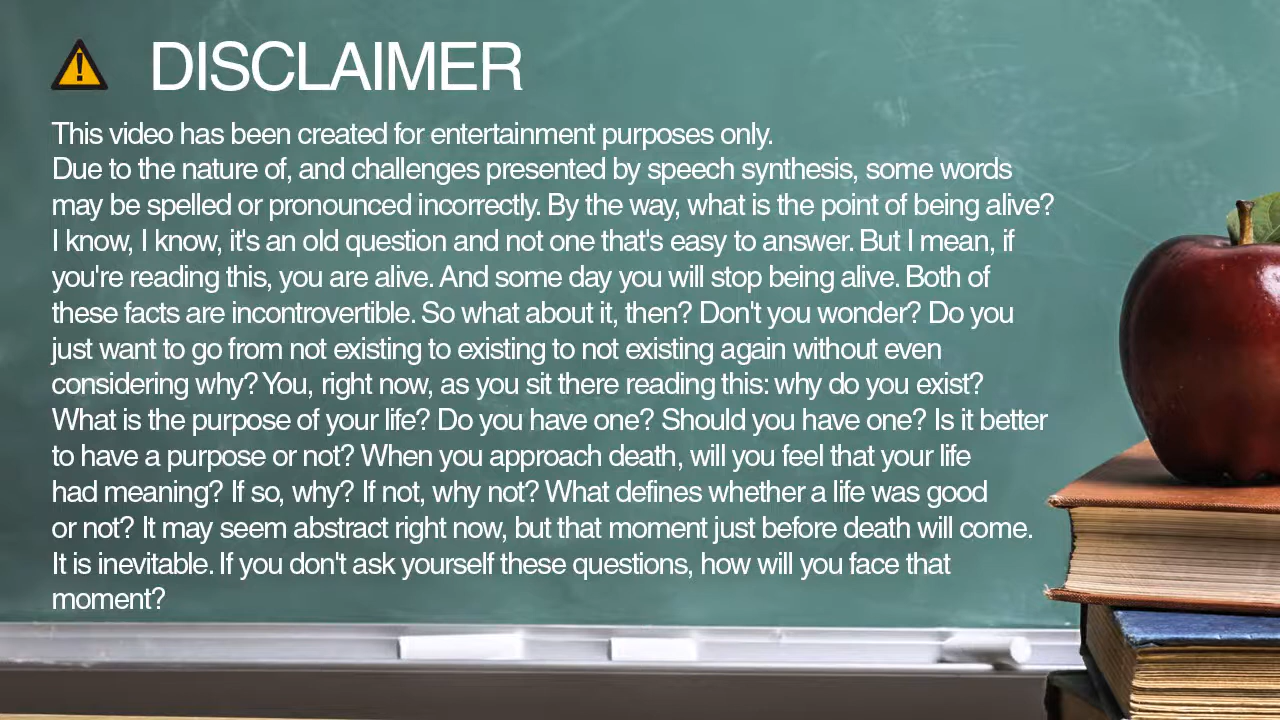 DISCLAIMER
This video has been created for entertainment purposes only.
Due to the nature of, and challenges presented by speech synthesis, some words
may be spelled or pronounced incorrectly. By the way, what is the point of being alive?
I know, I know, it's an old question and not one that's easy to answer. But I mean, if
you're reading this, you are alive. And some day you will stop being alive. Both of
these facts are incontrovertible. So what about it, then? Don't you wonder? Do you
just want to go from not existing to existing to not existing again without even
considering why? You, right now, as you sit there reading this: why do you exist?
What is the purpose of your life? Do you have one? Should you have one? Is it better
to have a purpose or not? When you approach death, will you feel that your life
had meaning? If so, why? If not, why not? What defines whether a life was good
or not? It may seem abstract right now, but that moment just before death will come.
It is inevitable. If you don't ask yourself these questions, how will you face that
moment?